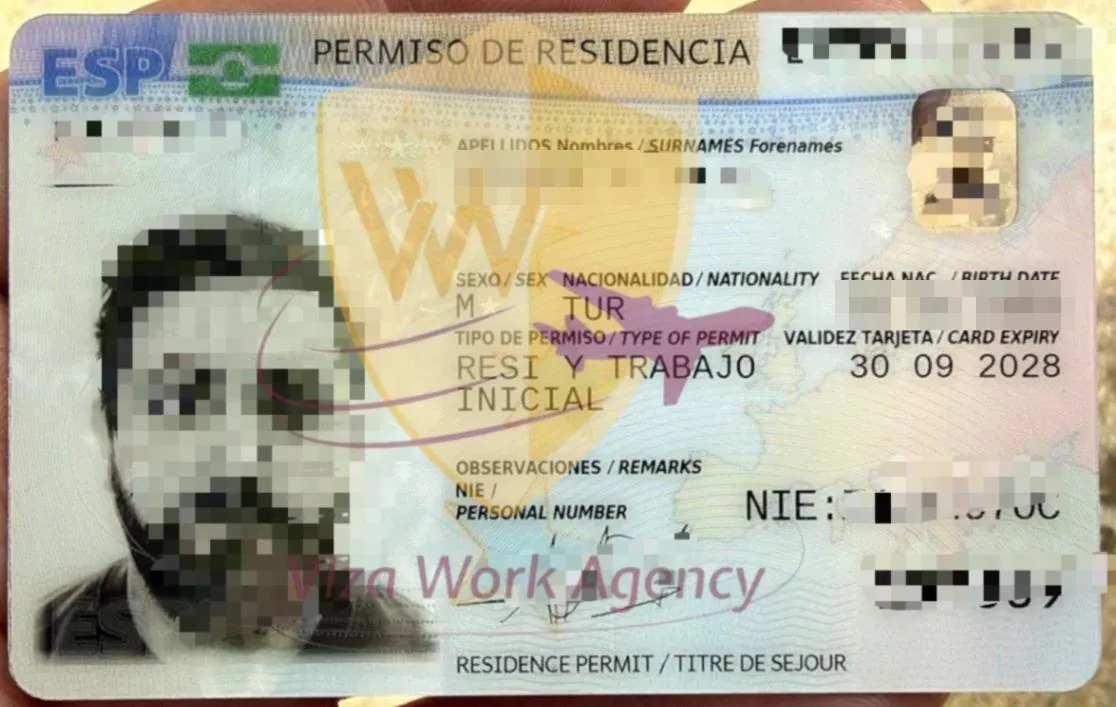 ESP
PERMISO DE RESIDENCIA
APELLIDOS Nombres / SURNAMES Forenames
SEXO / SEX NACIONALIDAD / NATIONALITY FECHA NAC. / BIRTH DATE
M TUR
TIPO DE PERMISO / TYPE OF PERMIT VALIDEZ TARJETA / CARD EXPIRY
RESI Y TRABAJO 30 09 2028
INICIAL
OBSERVACIONES / REMARKS
NIE /
PERSONAL NUMBER
NIE:
Viza Work Agency
RESIDENCE PERMIT / TITRE DE SEJOUR